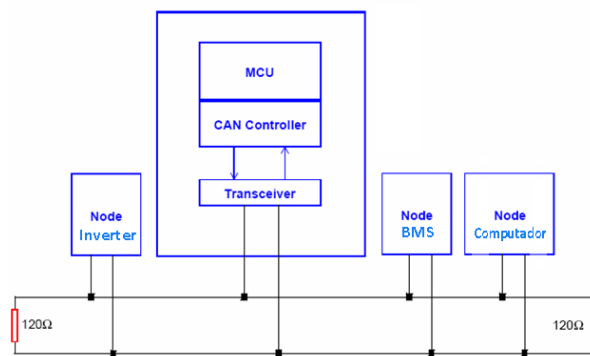 MCU
CAN Controller
Transceiver
Node
Inverter
Node
BMS
Node
Computador
120Ω
120Ω